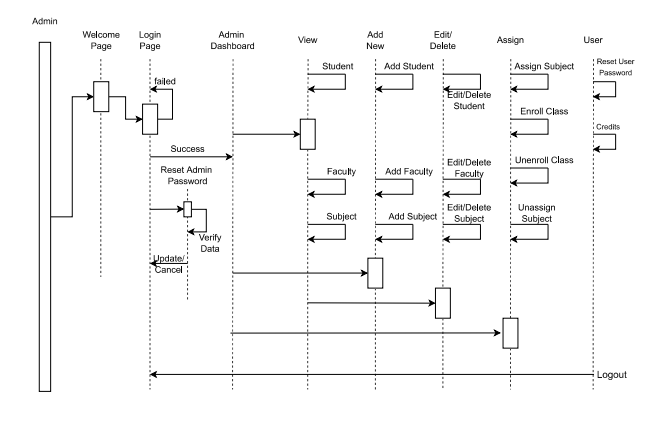 Admin
Welcome
Page
Login
Page
Admin
Dashboard
View
Add
New
Edit/
Delete
Assign
User
failed
Student
Add Student
Edit/Delete
Student
Assign Subject
Reset User
Password
Enroll Class
Credits
Success
Reset Admin
Password
Faculty
Add Faculty
Edit/Delete
Faculty
Unenroll Class
Verify
Data
Subject
Add Subject
Edit/Delete
Subject
Unassign
Subject
Update/
Cancel
Logout